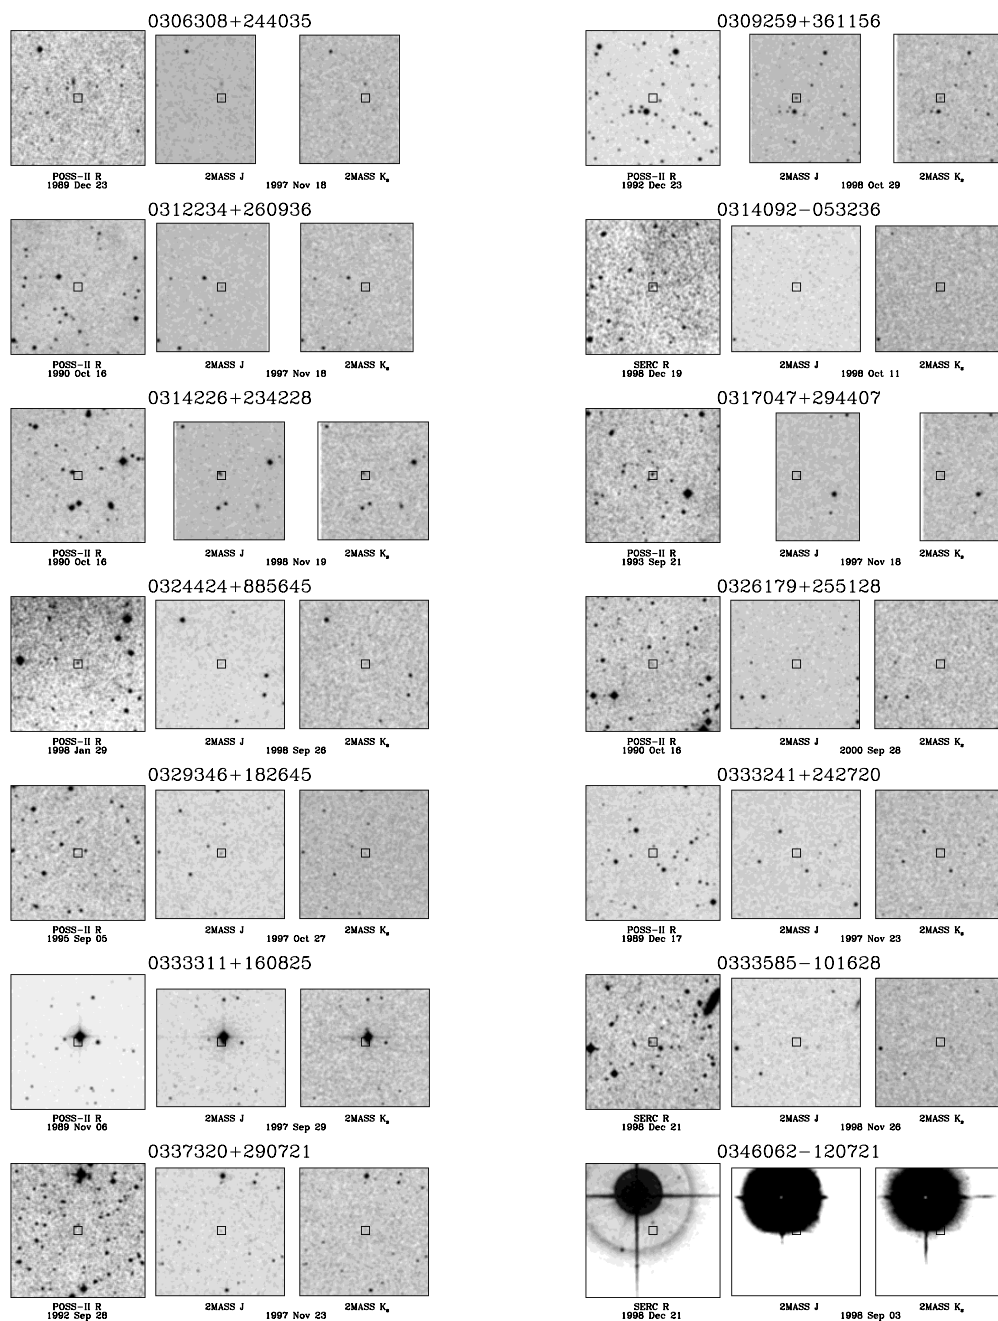 0306308+244035
POSS-II R
1989 Dec 23
2MASS J
1997 Nov 18
2MASS Ks
0309259+361156
POSS-II R
1992 Dec 23
2MASS J
1998 Oct 29
2MASS Ks
0312234+260936
POSS-II R
1990 Oct 16
2MASS J
1997 Nov 18
2MASS Ks
0314092-053236
SERC R
1998 Dec 19
2MASS J
1998 Oct 11
2MASS Ks
0314226+234228
POSS-II R
1990 Oct 16
2MASS J
1998 Nov 19
2MASS Ks
0317047+294407
POSS-II R
1993 Sep 21
2MASS J
1997 Nov 18
2MASS Ks
0324424+885645
POSS-II R
1998 Jan 29
2MASS J
1998 Sep 26
2MASS Ks
0326179+255128
POSS-II R
1990 Oct 16
2MASS J
2000 Sep 28
2MASS Ks
0329346+182645
POSS-II R
1995 Sep 05
2MASS J
1997 Oct 27
2MASS Ks
0333241+242720
POSS-II R
1989 Dec 17
2MASS J
1997 Nov 23
2MASS Ks
0333311+160825
POSS-II R
1989 Nov 06
2MASS J
1997 Sep 29
2MASS Ks
0333585-101628
SERC R
1998 Dec 21
2MASS J
1998 Nov 26
2MASS Ks
0337320+290721
POSS-II R
1992 Sep 28
2MASS J
1997 Nov 23
2MASS Ks
0346062-120721
SERC R
1998 Dec 21
2MASS J
1998 Sep 03
2MASS Ks